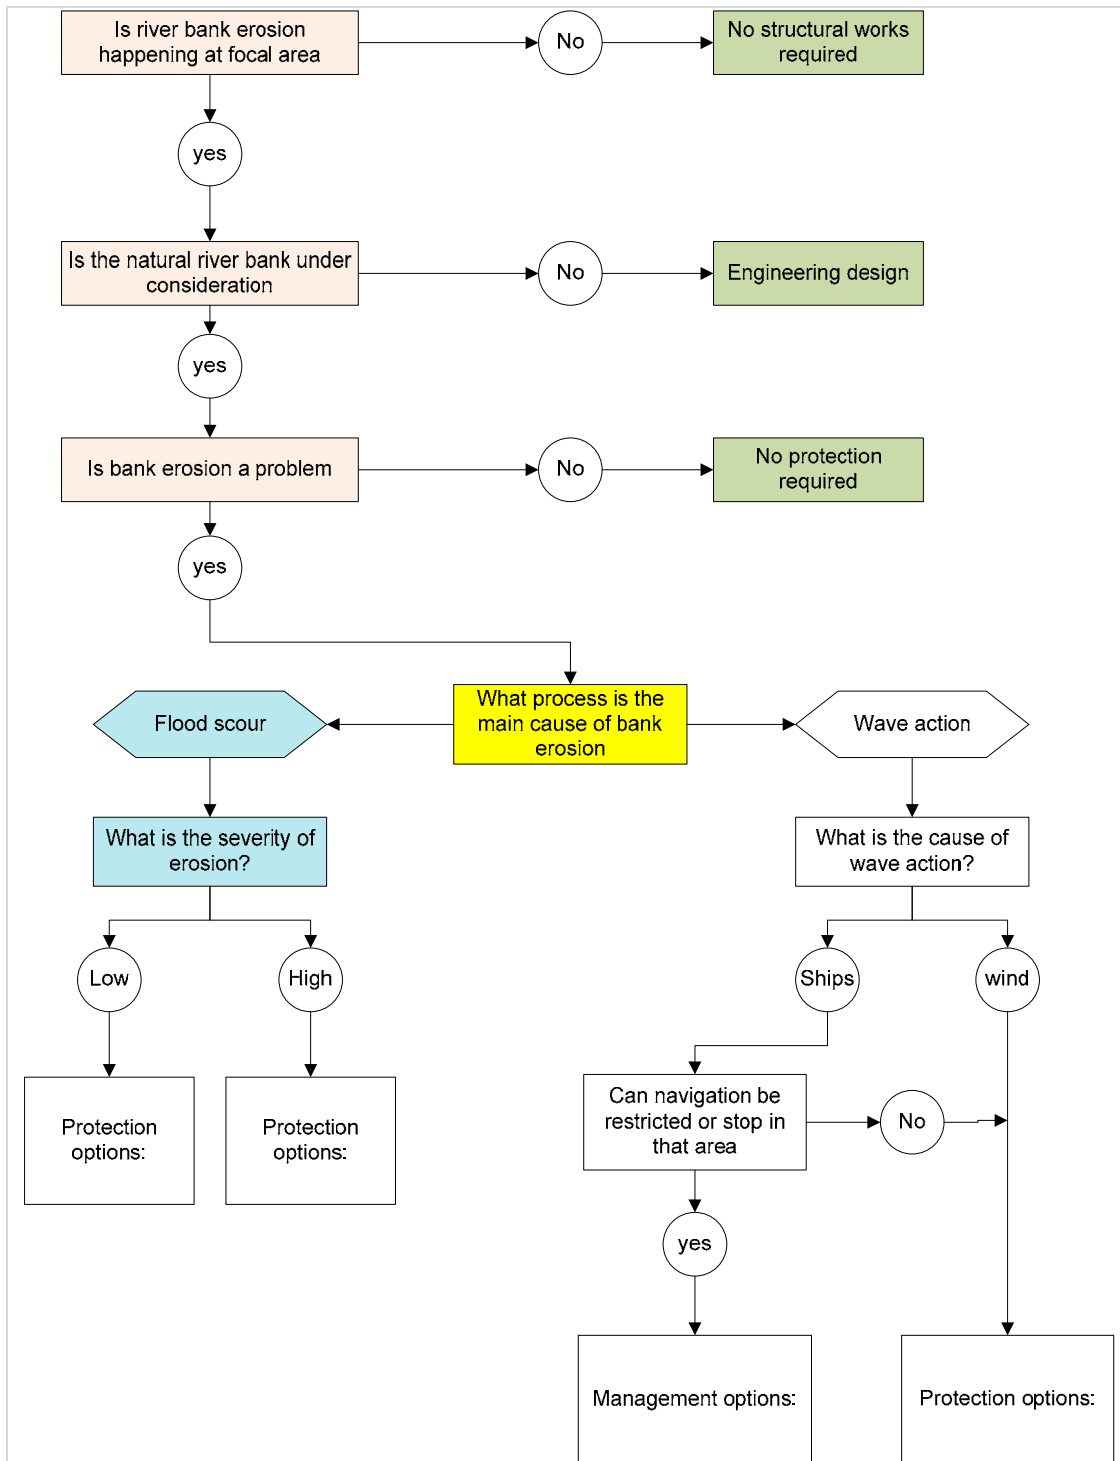 Is river bank erosion
happening at focal area
No
No structural works
required
yes
Is the natural river bank under
consideration
No
Engineering design
yes
Is bank erosion a problem
No
No protection
required
yes
What process is the
main cause of bank
erosion
Flood scour
Wave action
What is the severity of
erosion?
What is the cause of
wave action?
Low
High
Ships
wind
Protection
options:
Protection
options:
Can navigation be
restricted or stop in
that area
No
yes
Management options:
Protection options: